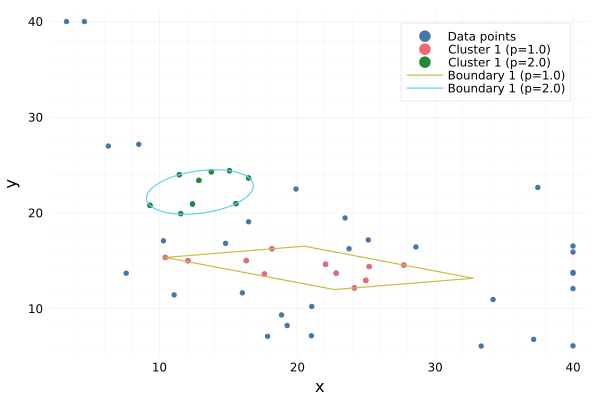 40
30
20
10
y
10
20
30
40
x
Data points
Cluster 1 (p=1.0)
Cluster 1 (p=2.0)
Boundary 1 (p=1.0)
Boundary 1 (p=2.0)